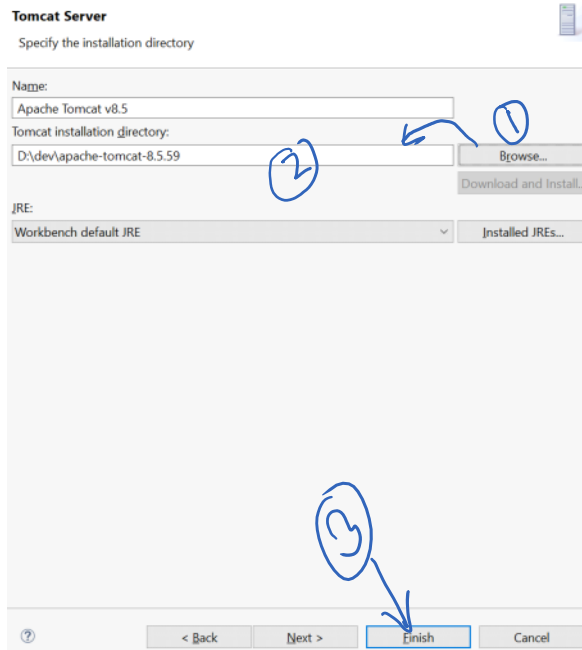 Tomcat Server
Specify the installation directory
Name:
Apache Tomcat v8.5
Tomcat installation directory:
①
D:\dev\apache-tomcat-8.5.59
②
Browse...
Download and Install..
JRE:
Workbench default JRE
Installed JREs...
③
?
< Back
Next >
Finish
Cancel